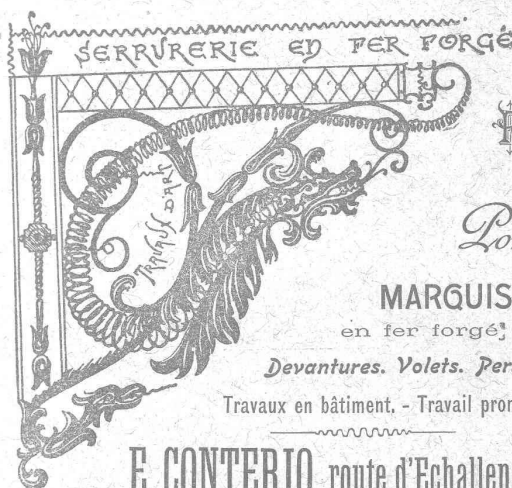 SERRURERIE EN FER FORGÉ
TRAVAUX D'ART
MARQUIS
en fer forgé,
Devantures. Volets. Per
Travaux en bâtiment. - Travail pron
E. CONTERIO route d'Echallen